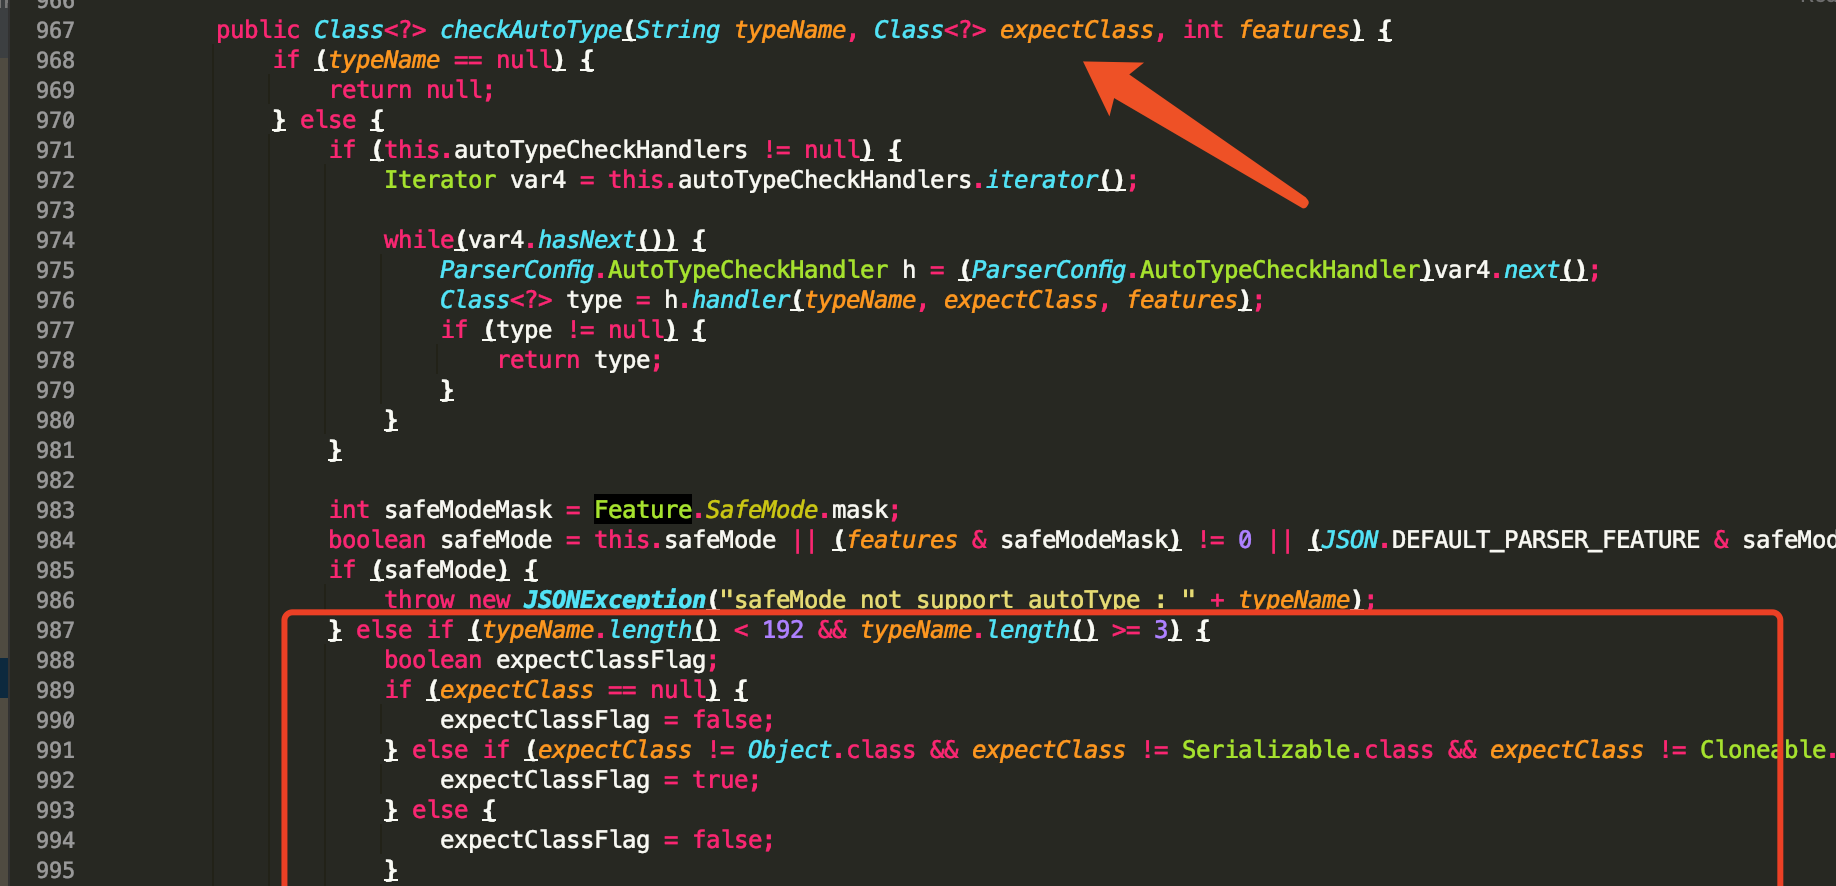 966
967 public Class<?> checkAutoType(String typeName, Class<?> expectClass, int features) {
968 if (typeName == null) {
969 return null;
970 } else {
971 if (this.autoTypeCheckHandlers != null) {
972 Iterator var4 = this.autoTypeCheckHandlers.iterator();
973
974 while(var4.hasNext()) {
975 ParserConfig.AutoTypeCheckHandler h = (ParserConfig.AutoTypeCheckHandler)var4.next();
976 Class<?> type = h.handler(typeName, expectClass, features);
977 if (type != null) {
978 return type;
979 }
980 }
981 }
982
983 int safeModeMask = Feature.SafeMode.mask;
984 boolean safeMode = this.safeMode || (features & safeModeMask) != 0 || (JSON.DEFAULT_PARSER_FEATURE & safeMod
985 if (safeMode) {
986 throw new JSONException("safeMode not support autoType : " + typeName);
987 } else if (typeName.length() < 192 && typeName.length() >= 3) {
988 boolean expectClassFlag;
989 if (expectClass == null) {
990 expectClassFlag = false;
991 } else if (expectClass != Object.class && expectClass != Serializable.class && expectClass != Cloneable.
992 expectClassFlag = true;
993 } else {
994 expectClassFlag = false;
995 }